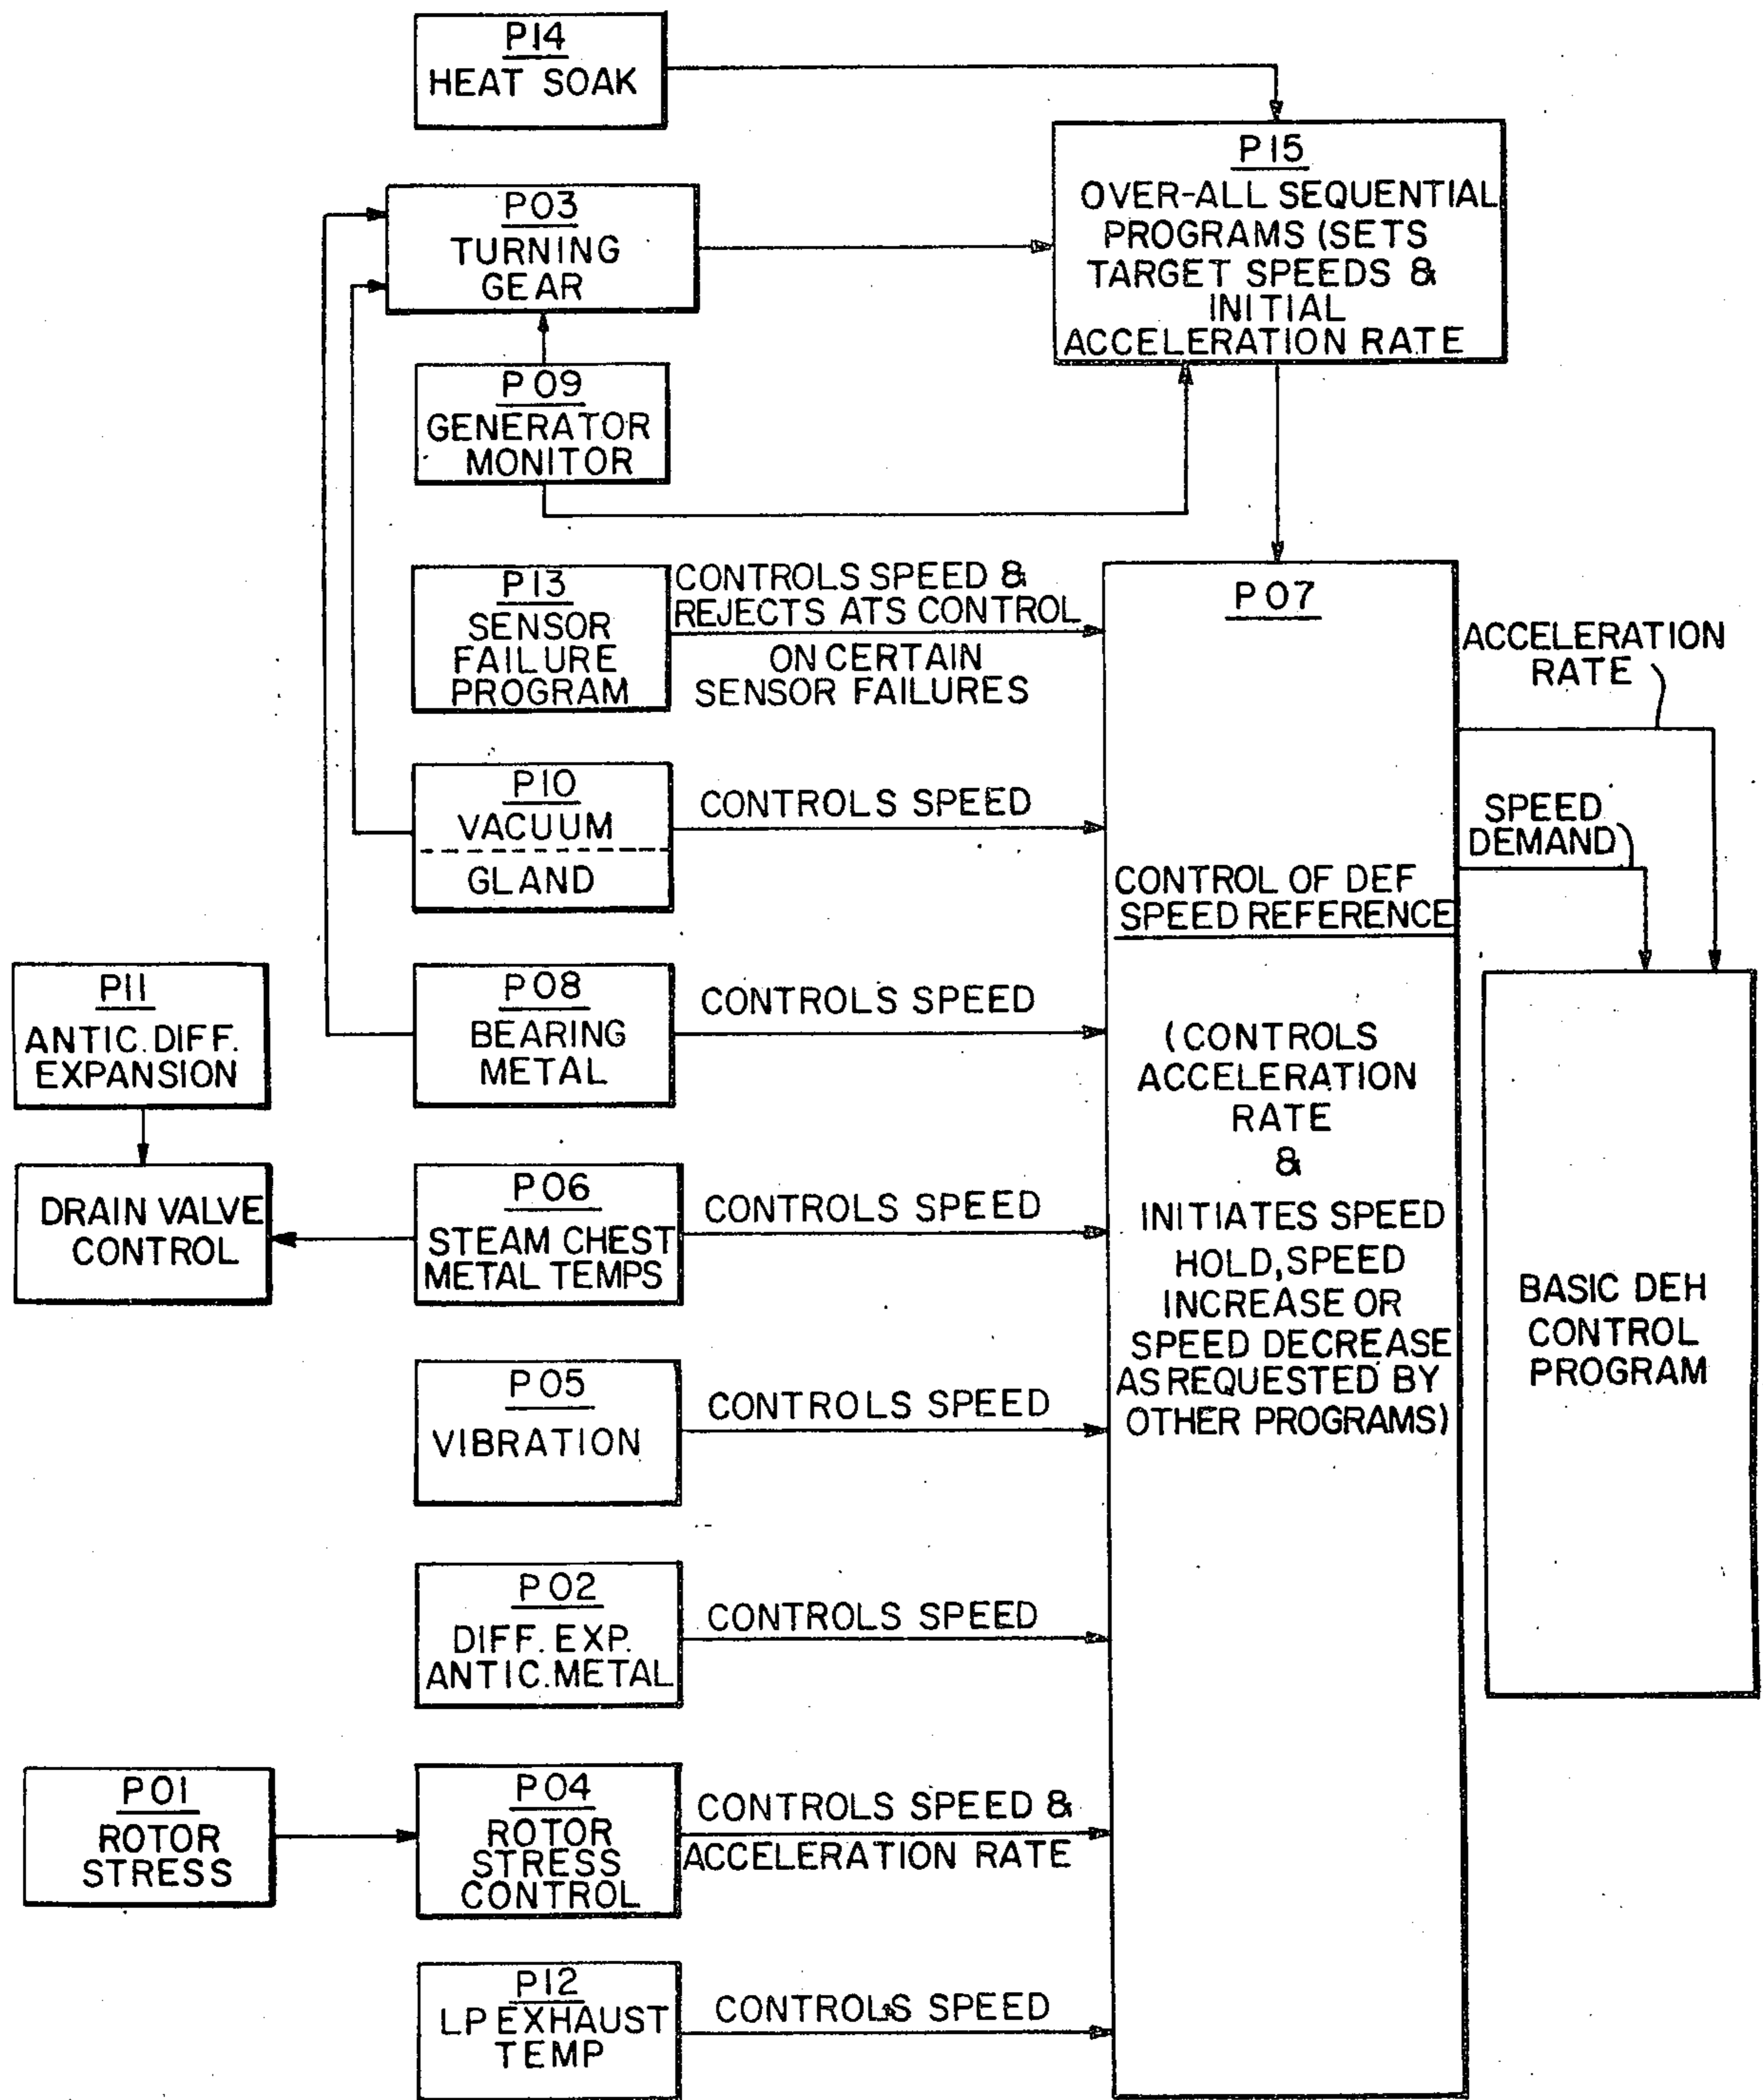 P14
HEAT SOAK
P15
OVER-ALL SEQUENTIAL
PROGRAMS (SETS
TARGET SPEEDS &
INITIAL
ACCELERATION RATE
P03
TURNING
GEAR
P09
GENERATOR
MONITOR
P13
SENSOR
FAILURE
PROGRAM
CONTROLS SPEED &
REJECTS ATS CONTROL
ON CERTAIN
SENSOR FAILURES
P07
CONTROL OF DEF
SPEED REFERENCE
(CONTROLS
ACCELERATION
RATE
&
INITIATES SPEED
HOLD, SPEED
INCREASE OR
SPEED DECREASE
AS REQUESTED BY
OTHER PROGRAMS)
ACCELERATION
RATE
SPEED
DEMAND
BASIC DEH
CONTROL
PROGRAM
P10
VACUUM
GLAND
CONTROLS SPEED
P08
BEARING
METAL
CONTROLS SPEED
P11
ANTIC. DIFF.
EXPANSION
DRAIN VALVE
CONTROL
P06
STEAM CHEST
METAL TEMPS
CONTROLS SPEED
P05
VIBRATION
CONTROLS SPEED
P02
DIFF. EXP.
ANTIC. METAL
CONTROLS SPEED
P01
ROTOR
STRESS
P04
ROTOR
STRESS
CONTROL
CONTROLS SPEED &
ACCELERATION RATE
P12
LP EXHAUST
TEMP
CONTROLS SPEED